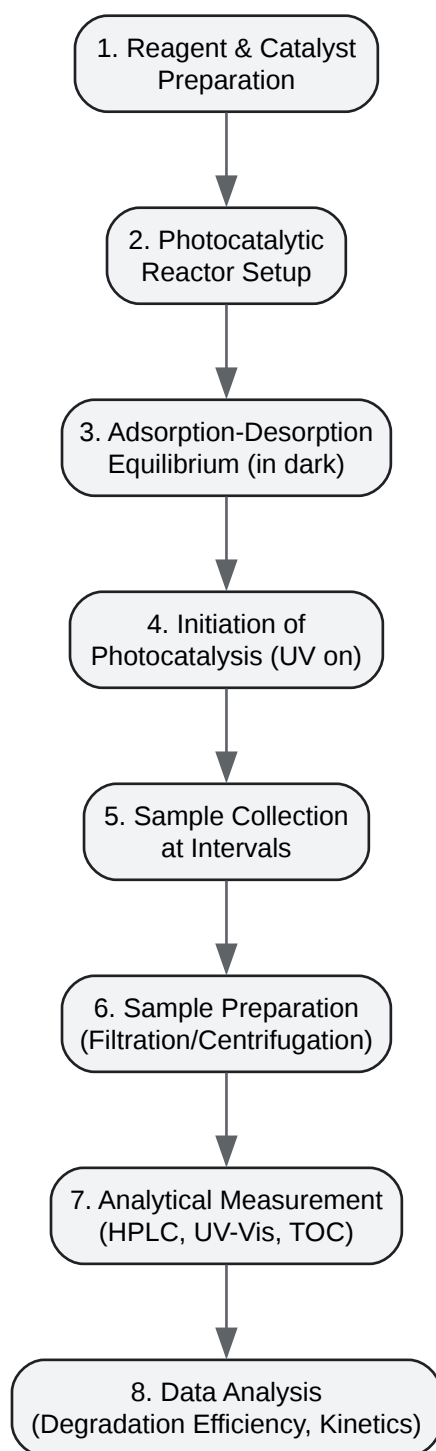 1. Reagent & Catalyst
Preparation
2. Photocatalytic
Reactor Setup
3. Adsorption-Desorption
Equilibrium (in dark)
4. Initiation of
Photocatalysis (UV on)
5. Sample Collection
at Intervals
6. Sample Preparation
(Filtration/Centrifugation)
7. Analytical Measurement
(HPLC, UV-Vis, TOC)
8. Data Analysis
(Degradation Efficiency, Kinetics)